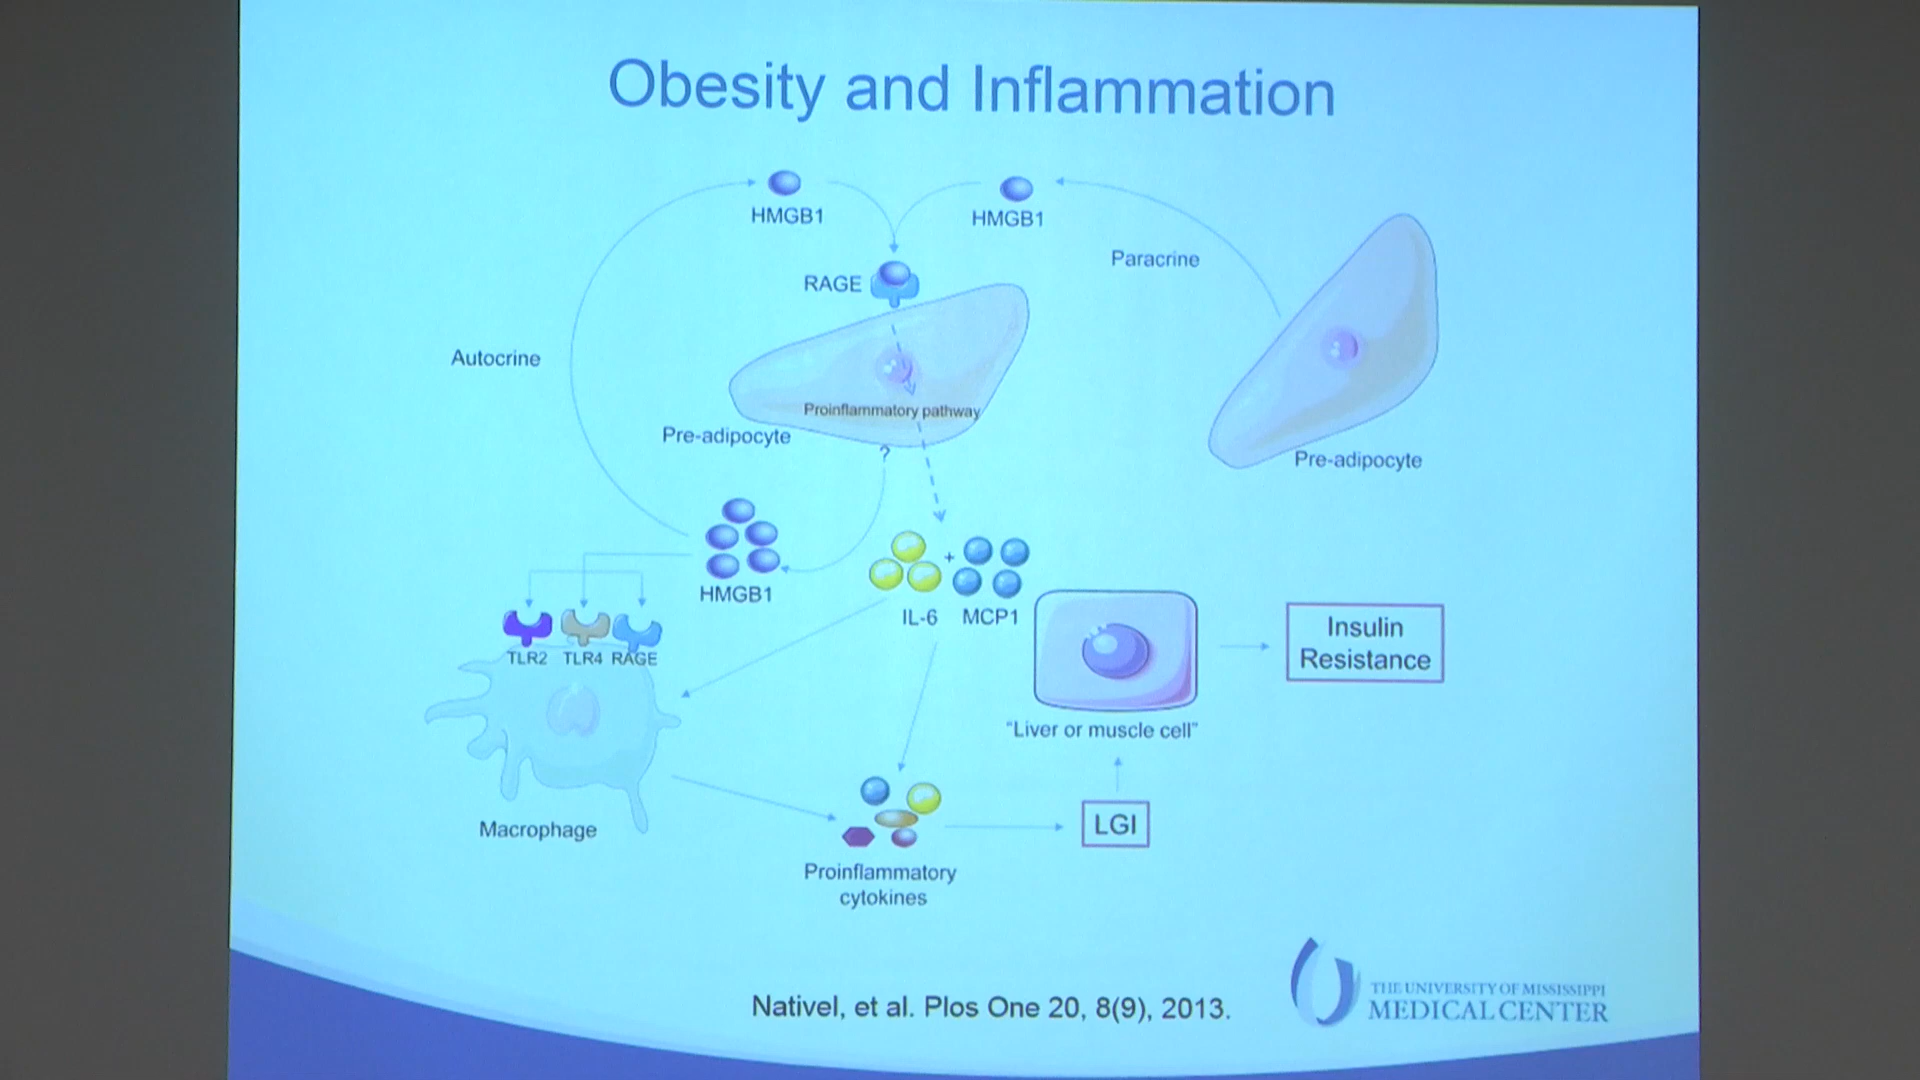 Obesity and Inflammation
HMGB1
HMGB1
Paracrine
RAGE
Autocrine
Proinflammatory pathway
Pre-adipocyte
?
Pre-adipocyte
+
HMGB1
IL-6 MCP1
Insulin
Resistance
TLR2 TLR4 RAGE
"Liver or muscle cell"
LGI
Macrophage
Proinflammatory
cytokines
Nativel, et al. Plos One 20, 8(9), 2013.
THE UNIVERSITY OF MISSISSIPPI
MEDICAL CENTER